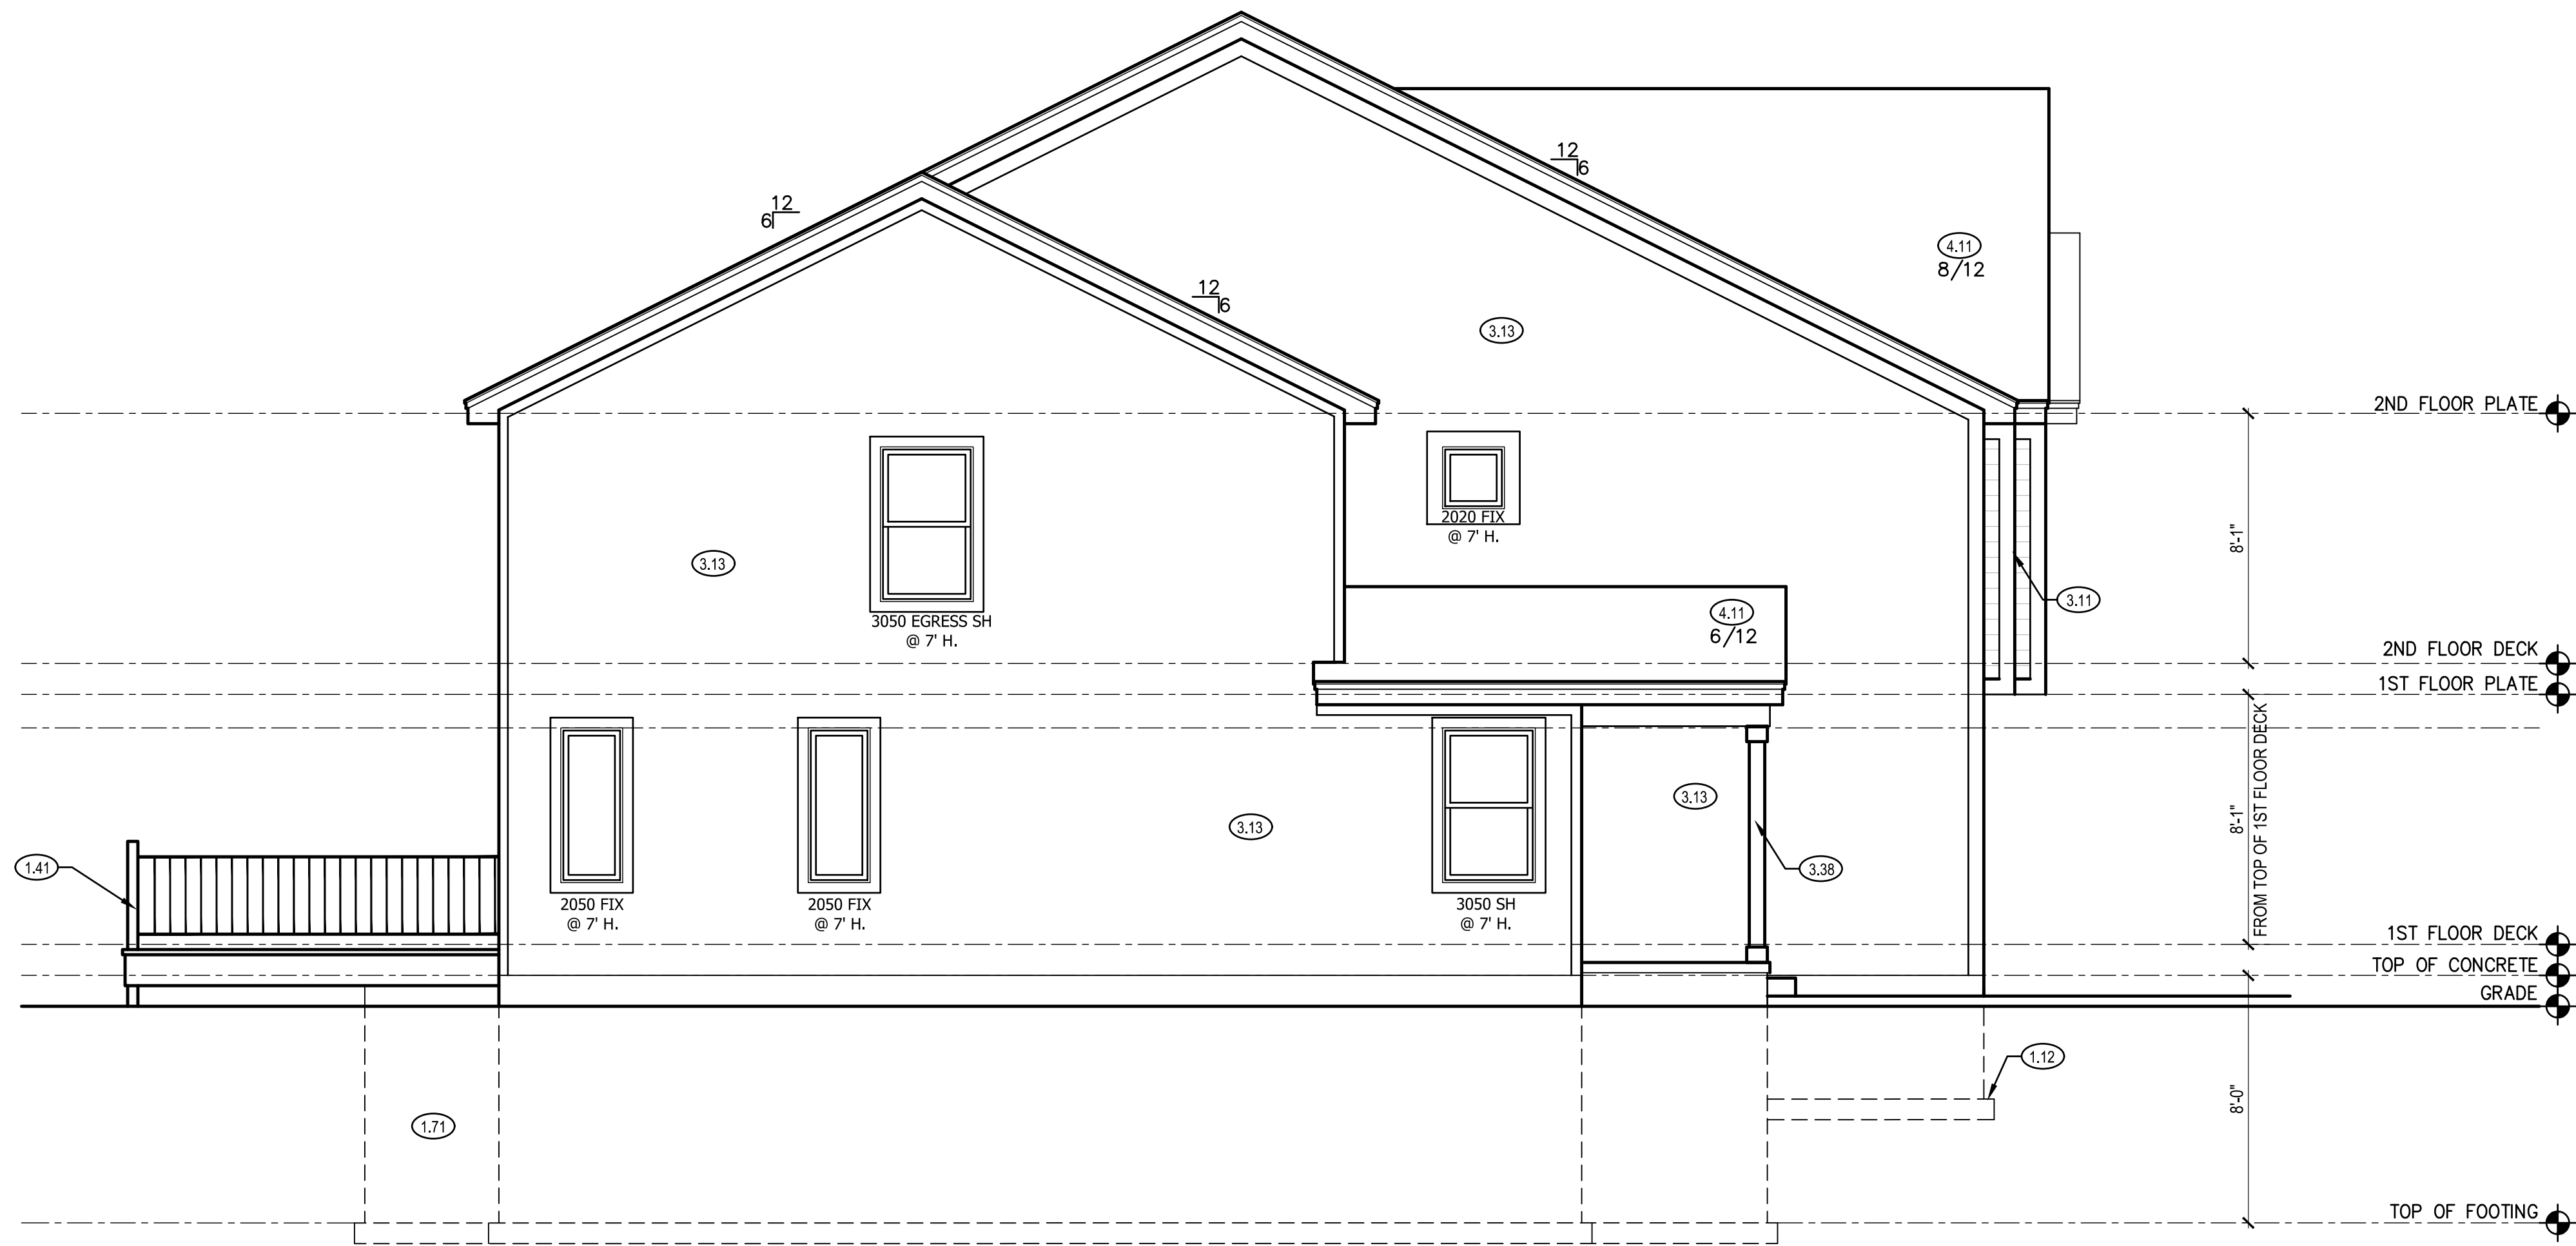 12
6
12
6
12
6
4.11
8/12
3.13
2ND FLOOR PLATE
2020 FIX
@ 7' H.
8'-1"
3.13
3.11
3050 EGRESS SH
@ 7' H.
4.11
6/12
2ND FLOOR DECK
1ST FLOOR PLATE
FROM TOP OF 1ST FLOOR DECK
8'-1"
3.13
3.13
1.41
3.38
2050 FIX
@ 7' H.
2050 FIX
@ 7' H.
3050 SH
@ 7' H.
1ST FLOOR DECK
TOP OF CONCRETE
GRADE
1.12
8'-0"
1.71
TOP OF FOOTING